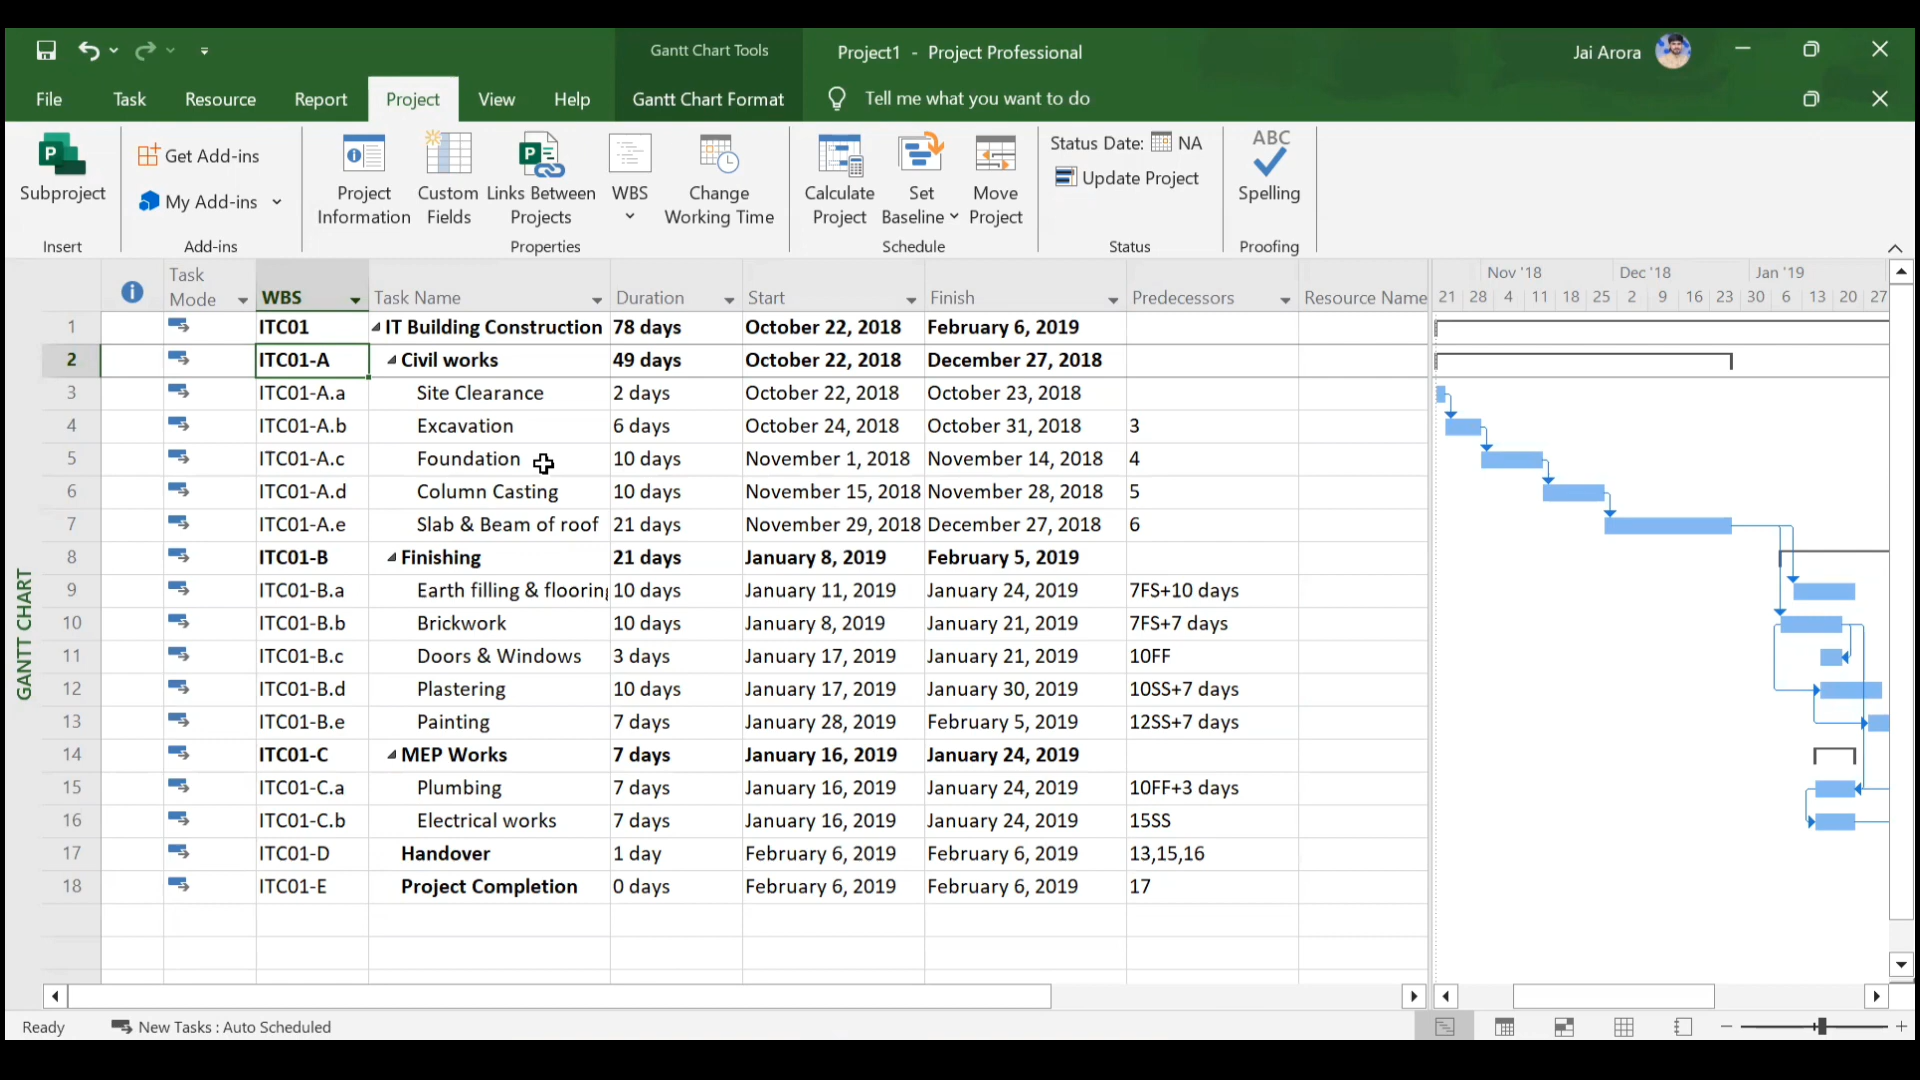 Gantt Chart Tools
Project1 - Project Professional
Jai Arora
File Task Resource Report Project View Help Gantt Chart Format Tell me what you want to do
Subproject
Insert
Get Add-ins
My Add-ins
Add-ins
Project Information
Custom Fields
Links Between Projects
WBS
Change Working Time
Properties
Calculate Project
Set Baseline
Move Project
Schedule
Status Date: NA
Update Project
Status
ABC
Spelling
Proofing
Task Mode WBS Task Name Duration Start Finish Predecessors Resource Name
Nov '18 Dec '18 Jan '19
21 28 4 11 18 25 2 9 16 23 30 6 13 20 27
1 ITC01 IT Building Construction 78 days October 22, 2018 February 6, 2019
2 ITC01-A Civil works 49 days October 22, 2018 December 27, 2018
3 ITC01-A.a Site Clearance 2 days October 22, 2018 October 23, 2018
4 ITC01-A.b Excavation 6 days October 24, 2018 October 31, 2018 3
5 ITC01-A.c Foundation 10 days November 1, 2018 November 14, 2018 4
6 ITC01-A.d Column Casting 10 days November 15, 2018 November 28, 2018 5
7 ITC01-A.e Slab & Beam of roof 21 days November 29, 2018 December 27, 2018 6
8 ITC01-B Finishing 21 days January 8, 2019 February 5, 2019
9 ITC01-B.a Earth filling & flooring 10 days January 11, 2019 January 24, 2019 7FS+10 days
10 ITC01-B.b Brickwork 10 days January 8, 2019 January 21, 2019 7FS+7 days
11 ITC01-B.c Doors & Windows 3 days January 17, 2019 January 21, 2019 10FF
12 ITC01-B.d Plastering 10 days January 17, 2019 January 30, 2019 10SS+7 days
13 ITC01-B.e Painting 7 days January 28, 2019 February 5, 2019 12SS+7 days
14 ITC01-C MEP Works 7 days January 16, 2019 January 24, 2019
15 ITC01-C.a Plumbing 7 days January 16, 2019 January 24, 2019 10FF+3 days
16 ITC01-C.b Electrical works 7 days January 16, 2019 January 24, 2019 15SS
17 ITC01-D Handover 1 day February 6, 2019 February 6, 2019 13,15,16
18 ITC01-E Project Completion 0 days February 6, 2019 February 6, 2019 17
GANTT CHART
Ready New Tasks : Auto Scheduled